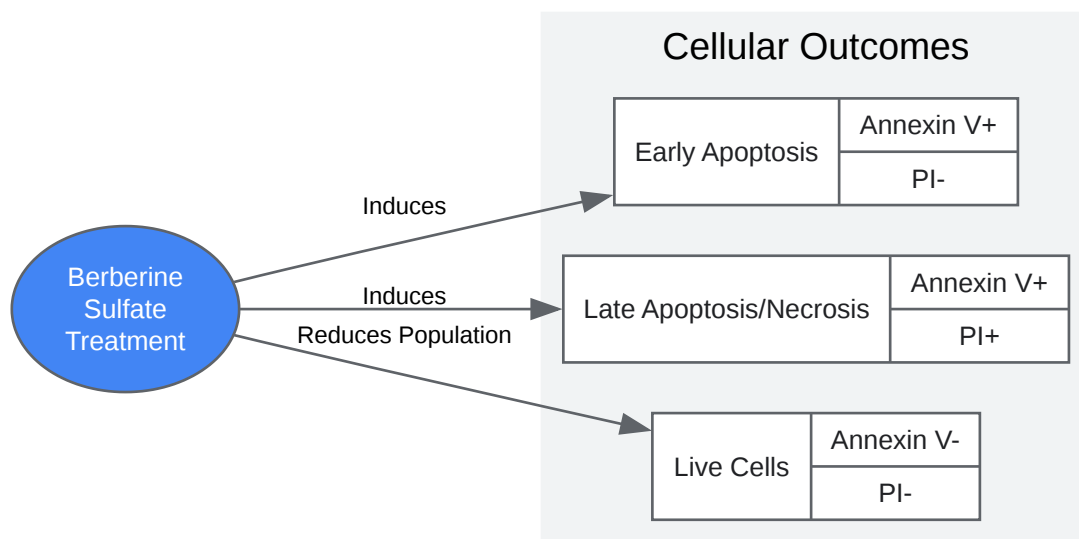 Cellular Outcomes
Early Apoptosis
Annexin V+
PI-
Induces
Berberine
Sulfate
Treatment
Induces
Late Apoptosis/Necrosis
Annexin V+
PI+
Reduces Population
Live Cells
Annexin V-
PI-